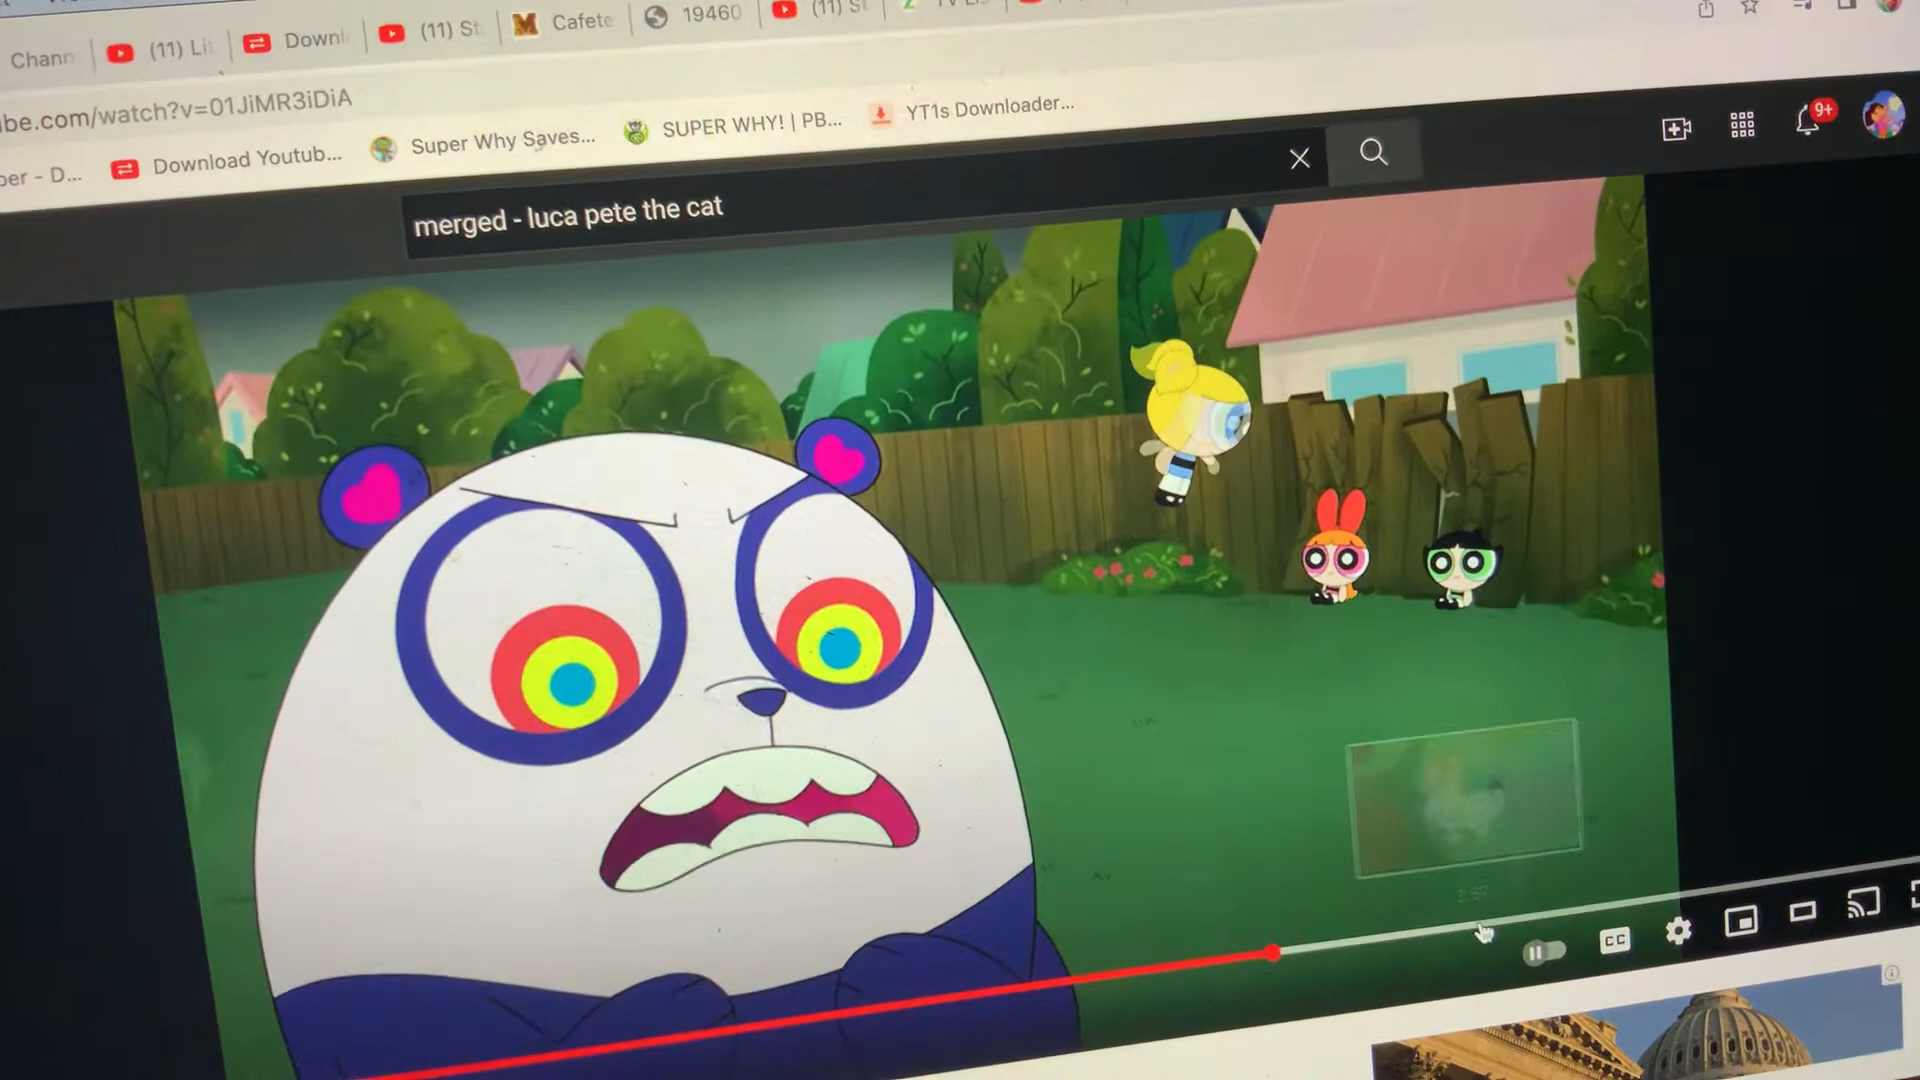 Chann
(11) Li
Downl
(11) St
Cafete
19460
(11) St
be.com/watch?v=01JiMR3iDiA
per - D...
Download Youtub...
Super Why Saves...
SUPER WHY! | PB...
YT1s Downloader...
9+
merged - luca pete the cat
CC